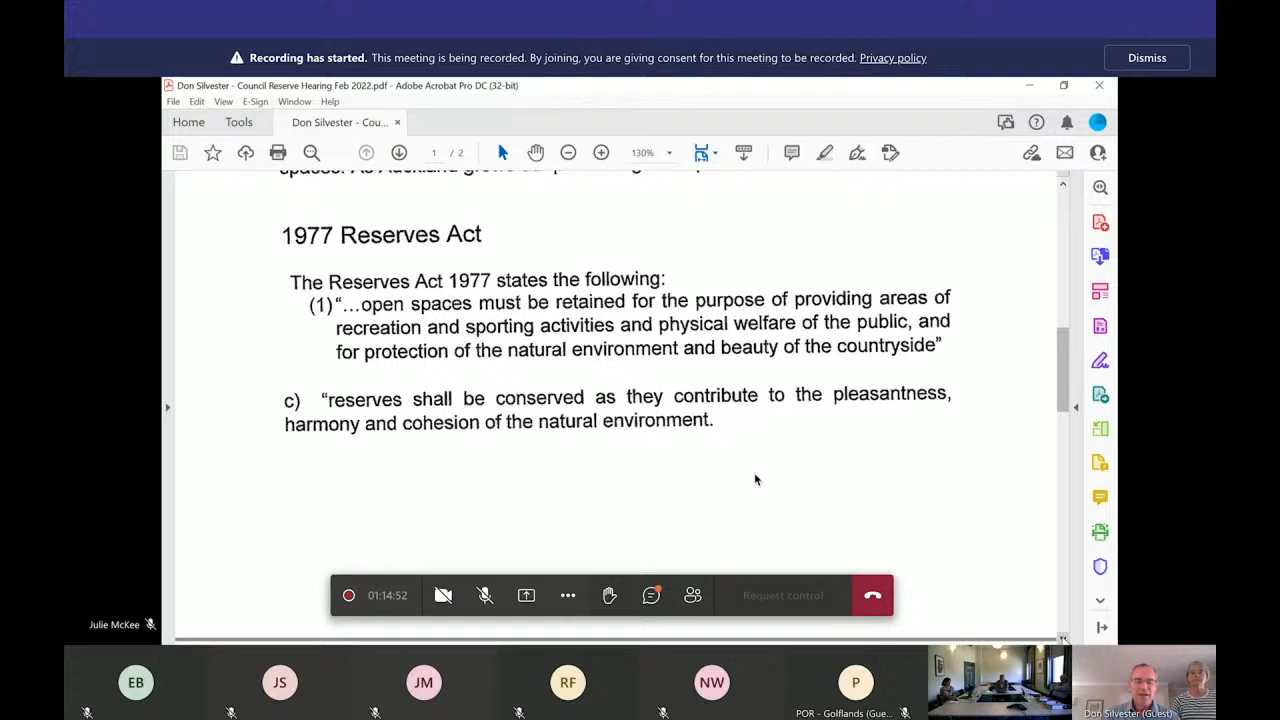 Recording has started. This meeting is being recorded. By joining, you are giving consent for this meeting to be recorded. Privacy policy
Dismiss
Don Silvester - Council Reserve Hearing Feb 2022.pdf - Adobe Acrobat Pro DC (32-bit)
File Edit View E-Sign Window Help
Home Tools Don Silvester - Cou... ×
1 / 2 130%
spaces. As Auckland
1977 Reserves Act
The Reserves Act 1977 states the following:
(1) “…open spaces must be retained for the purpose of providing areas of
recreation and sporting activities and physical welfare of the public, and
for protection of the natural environment and beauty of the countryside”
c) “reserves shall be conserved as they contribute to the pleasantness,
harmony and cohesion of the natural environment.
01:14:52 Request control
Julie McKee
EB JS JM RF NW P
POR - Golflands (Gue... Don Silvester (Guest)